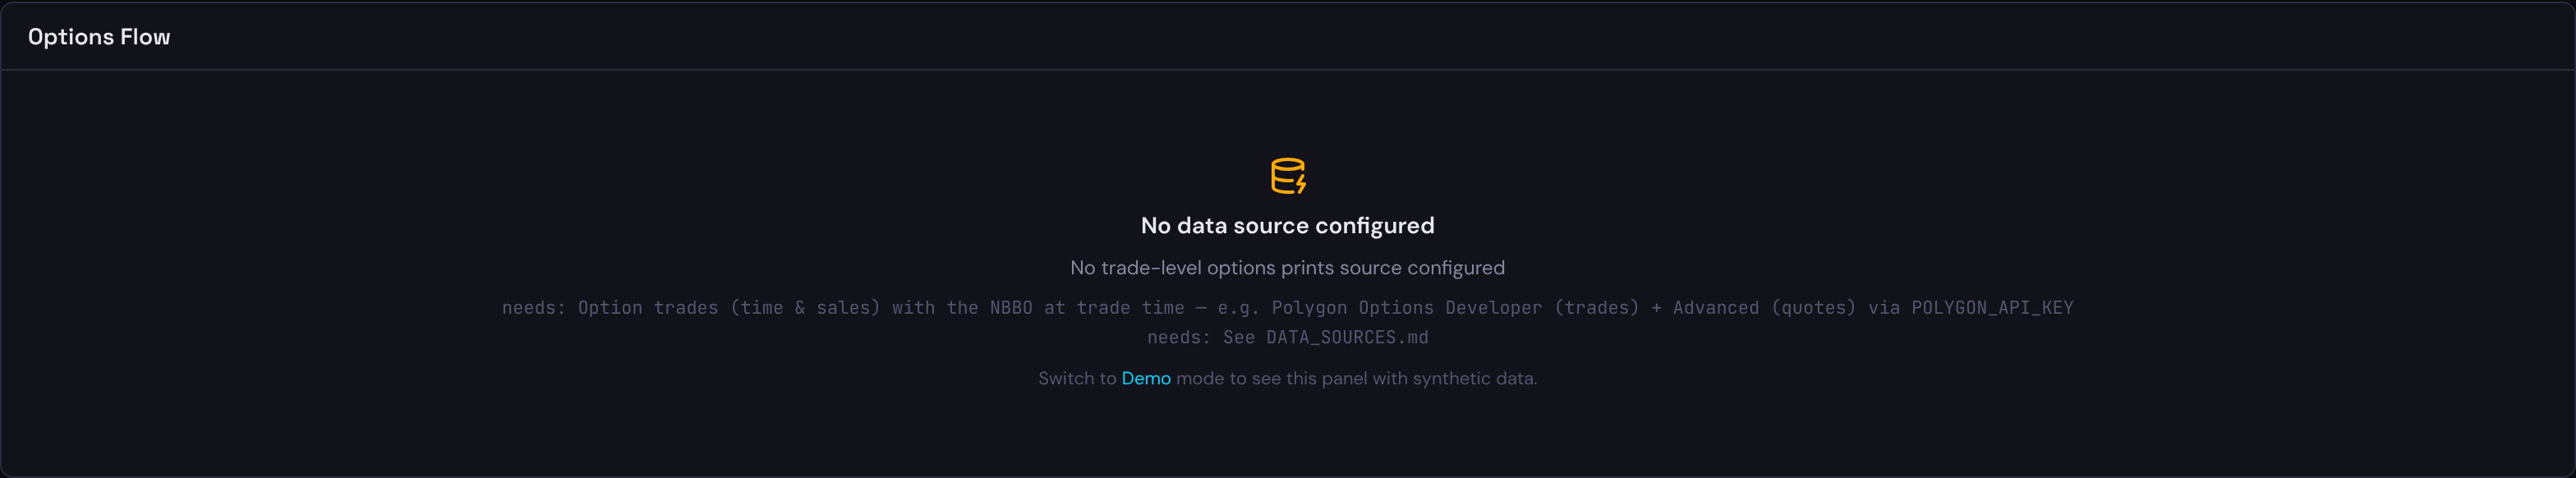 Options Flow
No data source configured
No trade-level options prints source configured
needs: Option trades (time & sales) with the NBBO at trade time — e.g. Polygon Options Developer (trades) + Advanced (quotes) via POLYGON_API_KEY
needs: See DATA_SOURCES.md
Switch to Demo mode to see this panel with synthetic data.